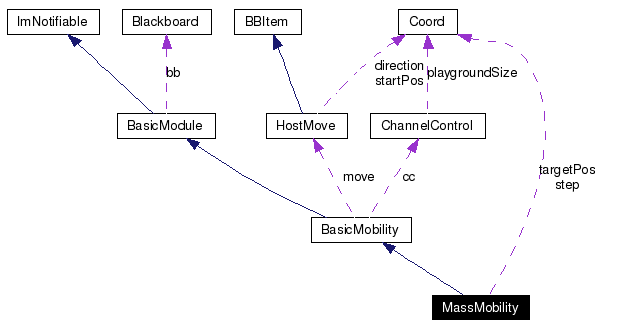 ImNotifiable
Blackboard
BBItem
Coord
bb
direction
startPos
playgroundSize
BasicModule
HostMove
ChannelControl
move
cc
targetPos
step
BasicMobility
MassMobility